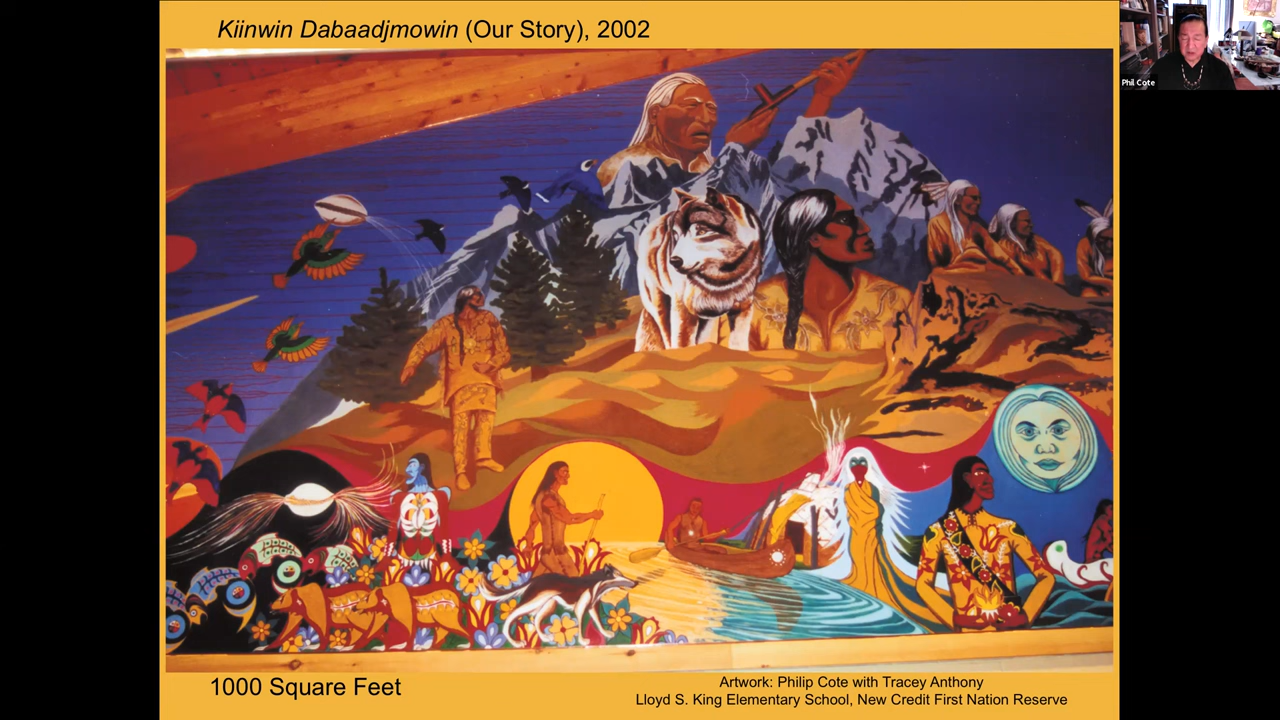 Kiinwin Dabaadjmowin (Our Story), 2002
Phil Cote
1000 Square Feet
Artwork: Philip Cote with Tracey Anthony
Lloyd S. King Elementary School, New Credit First Nation Reserve